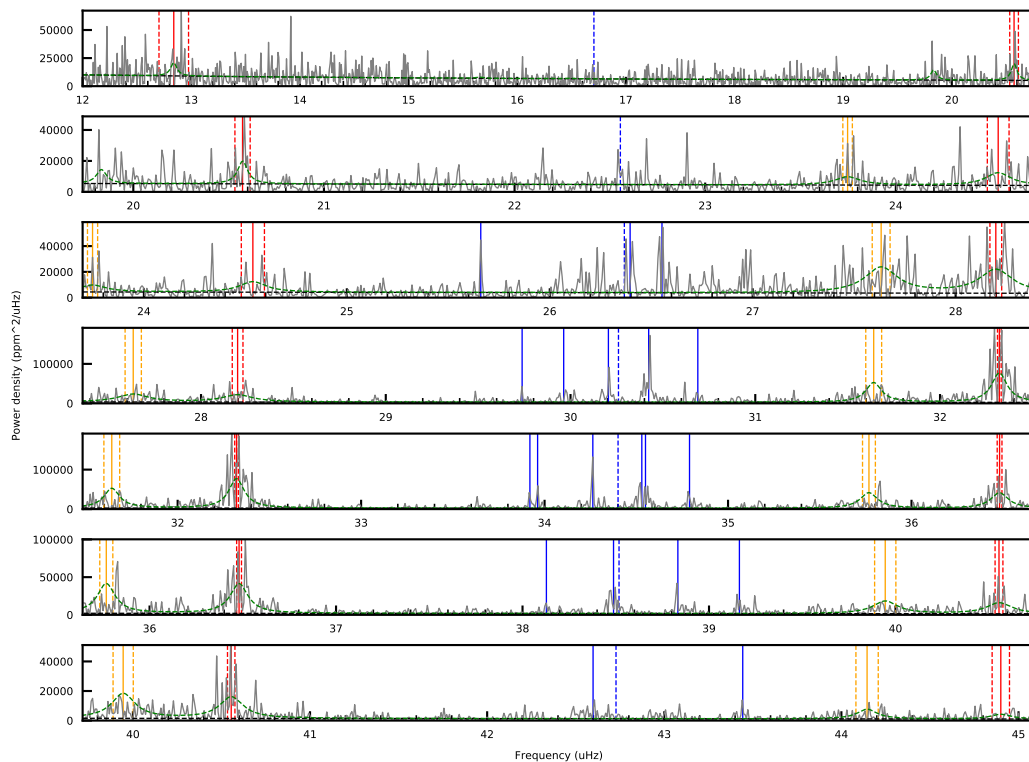 50000
25000
0
12 13 14 15 16 17 18 19 20
40000
20000
0
20 21 22 23 24
40000
20000
0
24 25 26 27 28
100000
0
28 29 30 31 32
100000
0
32 33 34 35 36
100000
50000
0
36 37 38 39 40
40000
20000
0
40 41 42 43 44 45
Power density (ppm^2/uHz)
Frequency (uHz)